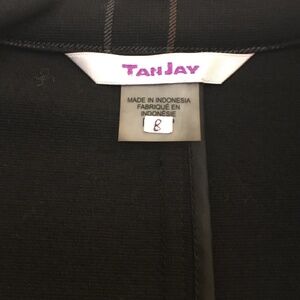 TANJAY
MADE IN INDONESIA
FABRIQUÉ EN
INDONÉSIE
8